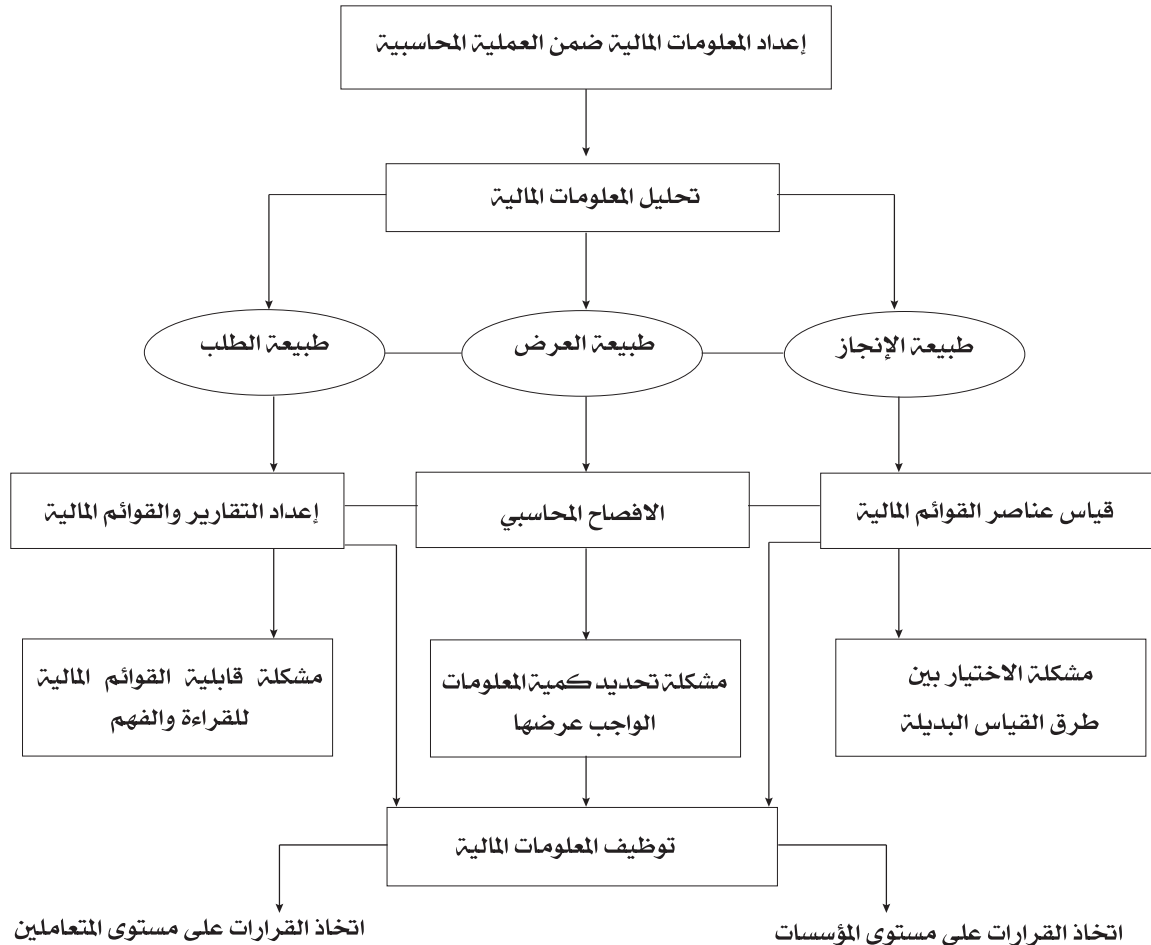 إعداد المعلومات المالية ضمن العملية المحاسبية
تحليل المعلومات المالية
طبيعة الإنجاز
طبيعة العرض
طبيعة الطلب
قياس عناصر القوائم المالية
الافصاح المحاسبي
إعداد التقارير والقوائم المالية
مشكلة الاختيار بين
طرق القياس البديلة
مشكلة تحديد كمية المعلومات
الواجب عرضها
مشكلة قابلية القوائم المالية
للقراءة والفهم
توظيف المعلومات المالية
اتخاذ القرارات على مستوى المؤسسات
اتخاذ القرارات على مستوى المتعاملين